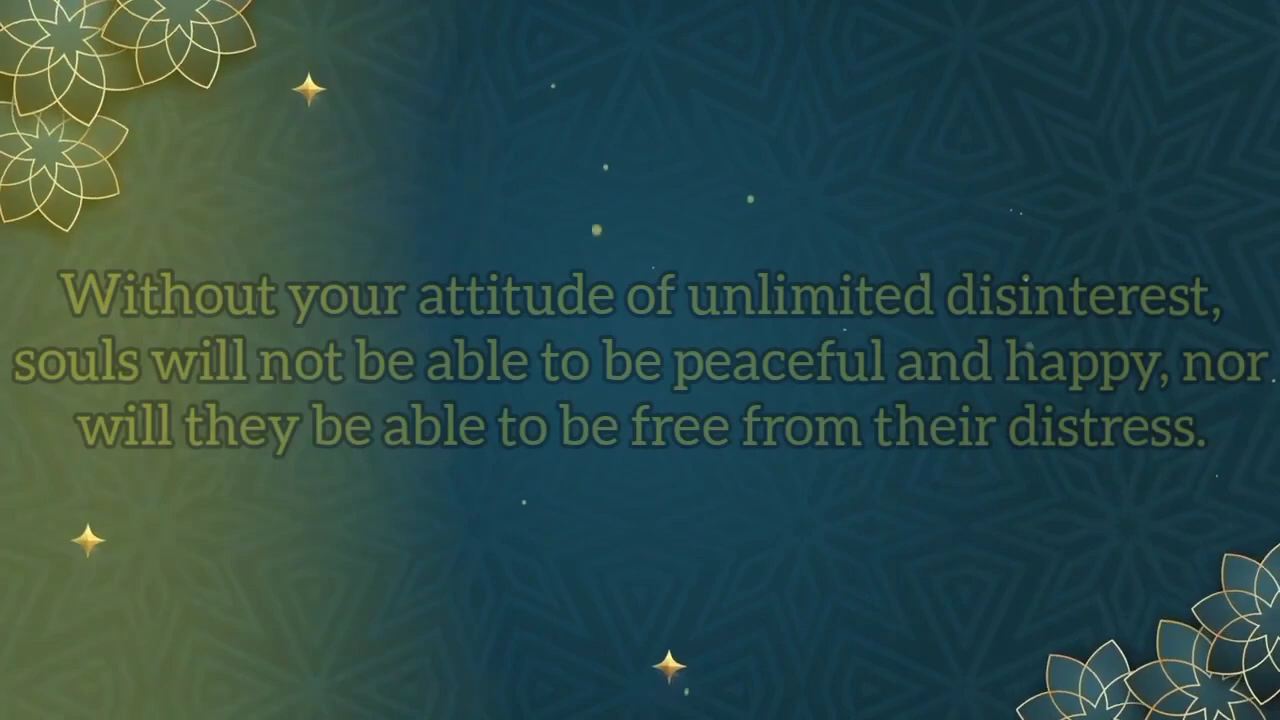 Without your attitude of unlimited disinterest,
souls will not be able to be peaceful and happy, nor
will they be able to be free from their distress.